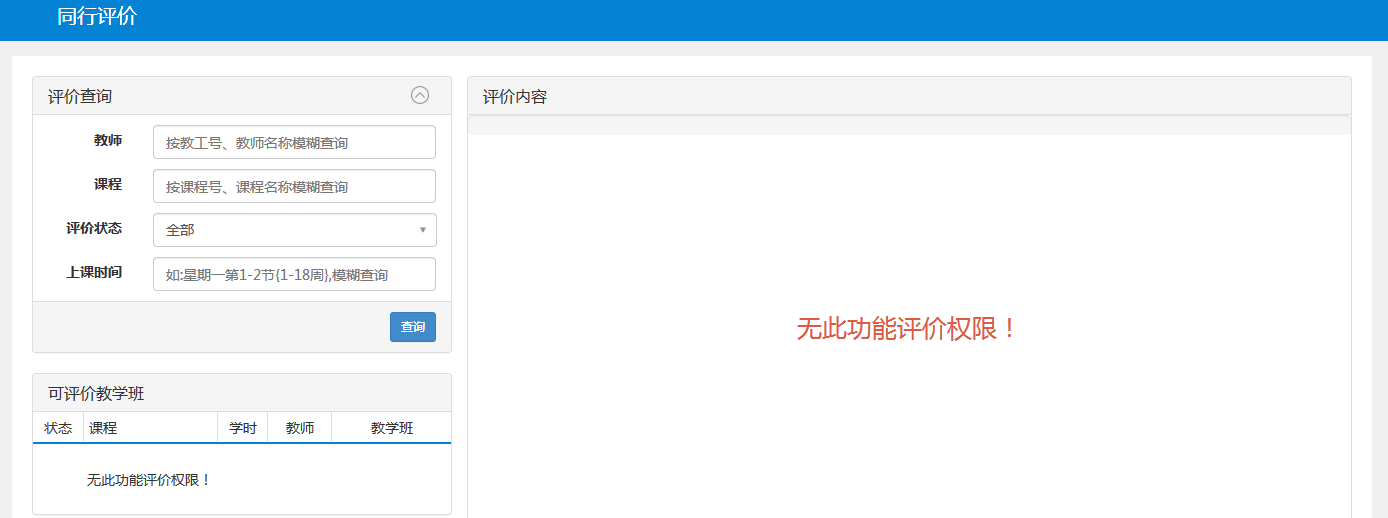 同行评价
评价查询
教师
按教工号、教师名称模糊查询
课程
按课程号、课程名称模糊查询
评价状态
全部
上课时间
如:星期一第1-2节{1-18周},模糊查询
查询
可评价教学班
状态 课程 学时 教师 教学班
无此功能评价权限！
评价内容
无此功能评价权限！